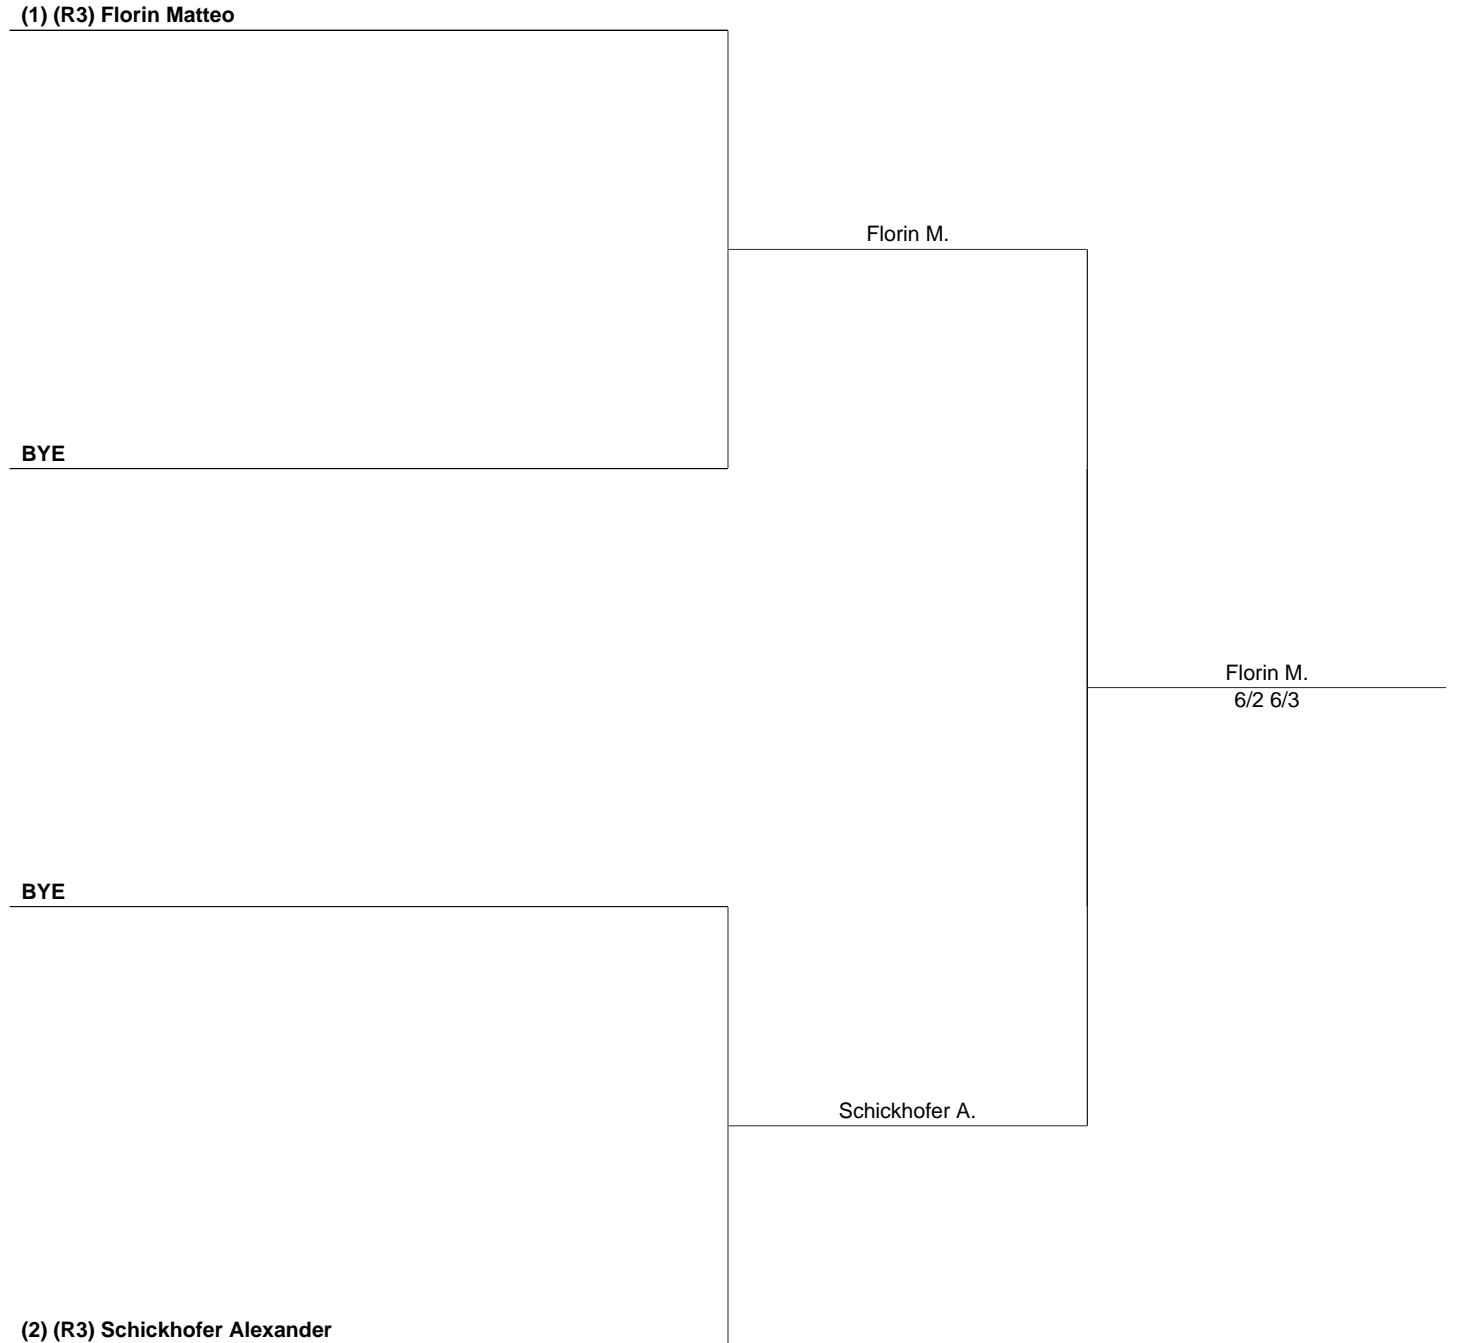 (1) (R3) Florin Matteo
Florin M.
BYE
Florin M.
6/2 6/3
BYE
Schickhofer A.
(2) (R3) Schickhofer Alexander